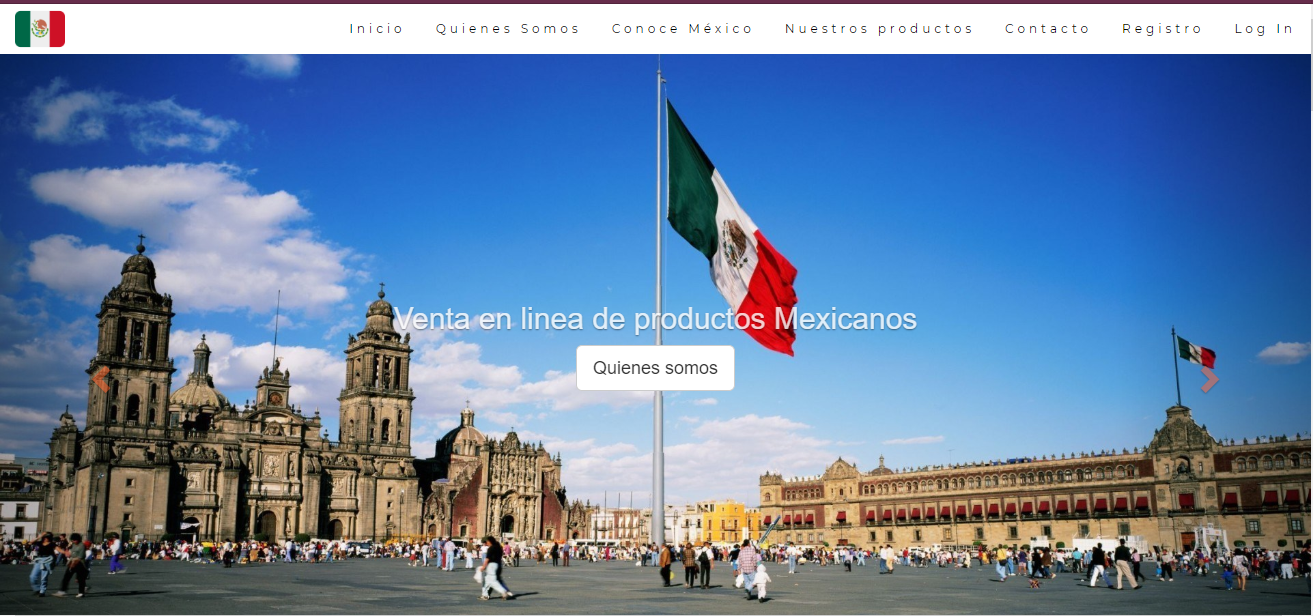 Inicio Quienes Somos Conoce México Nuestros productos Contacto Registro Log In
Venta en linea de productos Mexicanos
Quienes somos